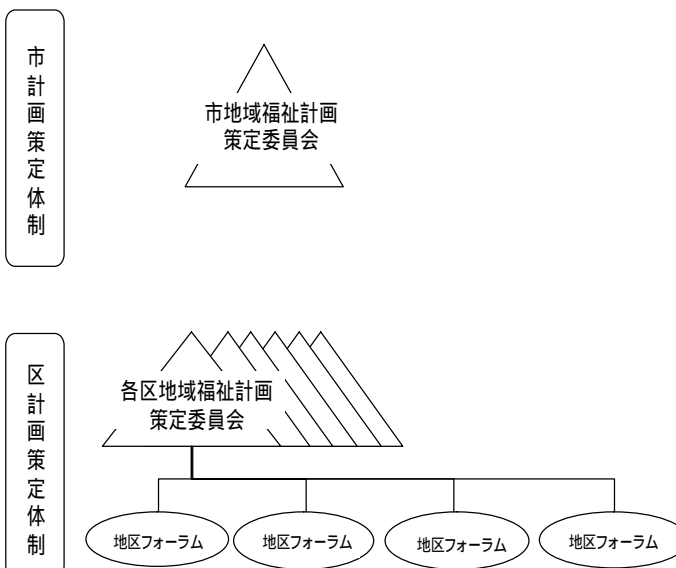 市計画策定体制
市地域福祉計画
策定委員会
区計画策定体制
各区地域福祉計画
策定委員会
地区フォーラム
地区フォーラム
地区フォーラム
地区フォーラム